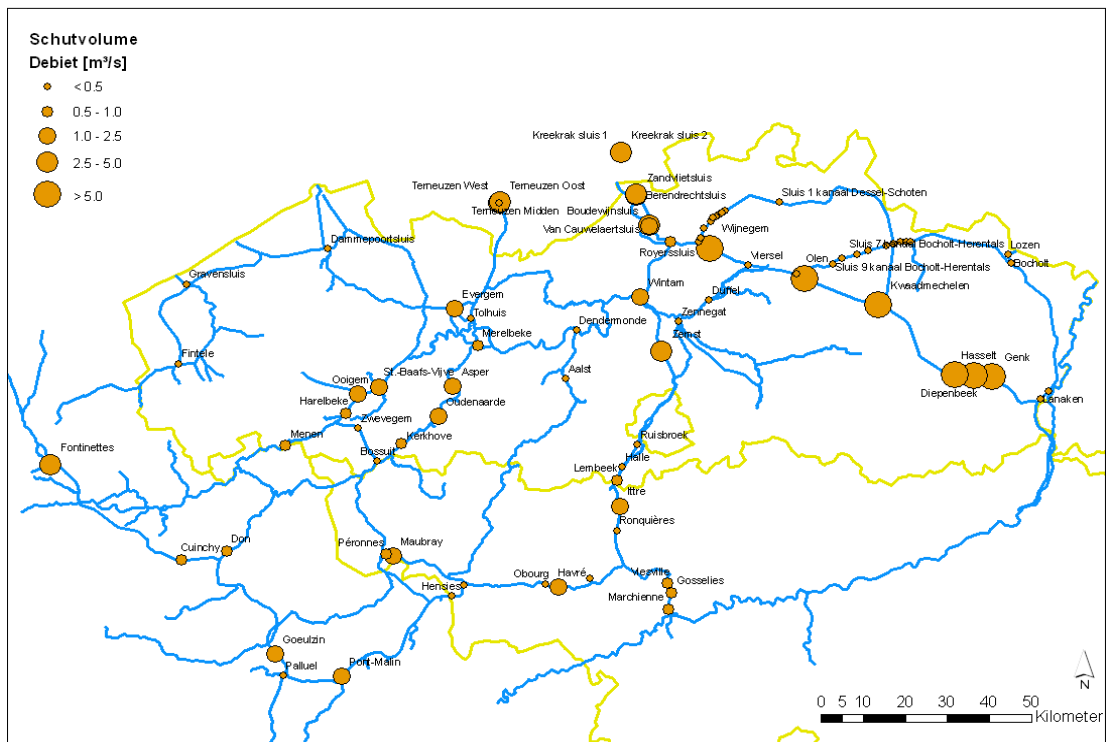 Schutvolume
Debiet [m³/s]
< 0.5
0.5 - 1.0
1.0 - 2.5
2.5 - 5.0
> 5.0
Kreekrak sluis 1
Kreekrak sluis 2
Zandvlietsluis
Terneuzen West
Terneuzen Oost
Berendrechtsluis
Sluis 1 kanaal Dessel-Schoten
Terneuzen Midden
Boudewijnsluis
Van Cauwelaertsluis
Wijnegem
Dammepoortsluis
Royerssluis
Sluis 7 kanaal Bocholt-Herentals
Lozen
Viersel
Olen
Bocholt
Sluis 9 kanaal Bocholt-Herentals
Gravensluis
Wintam
Duffel
Kwaadmechelen
Evergem
Tolhuis
Zennegat
Dendermonde
Merelbeke
Zemst
Fintele
Hasselt
Genk
Aalst
Ooigem
St.-Baafs-Vijve
Asper
Diepenbeek
Harelbeke
Lanaken
Oudenaarde
Zwevegem
Menen
Kerkhove
Ruisbroek
Fontinettes
Bossuit
Halle
Lembeek
Ittre
Ronquières
Cuinchy
Don
Péronnes
Maubray
Obourg
Havré
Viesville
Hensies
Gosselies
Marchienne
Goeulzin
Palluel
Pont-Malin
N
0 5 10 20 30 40 50
Kilometer